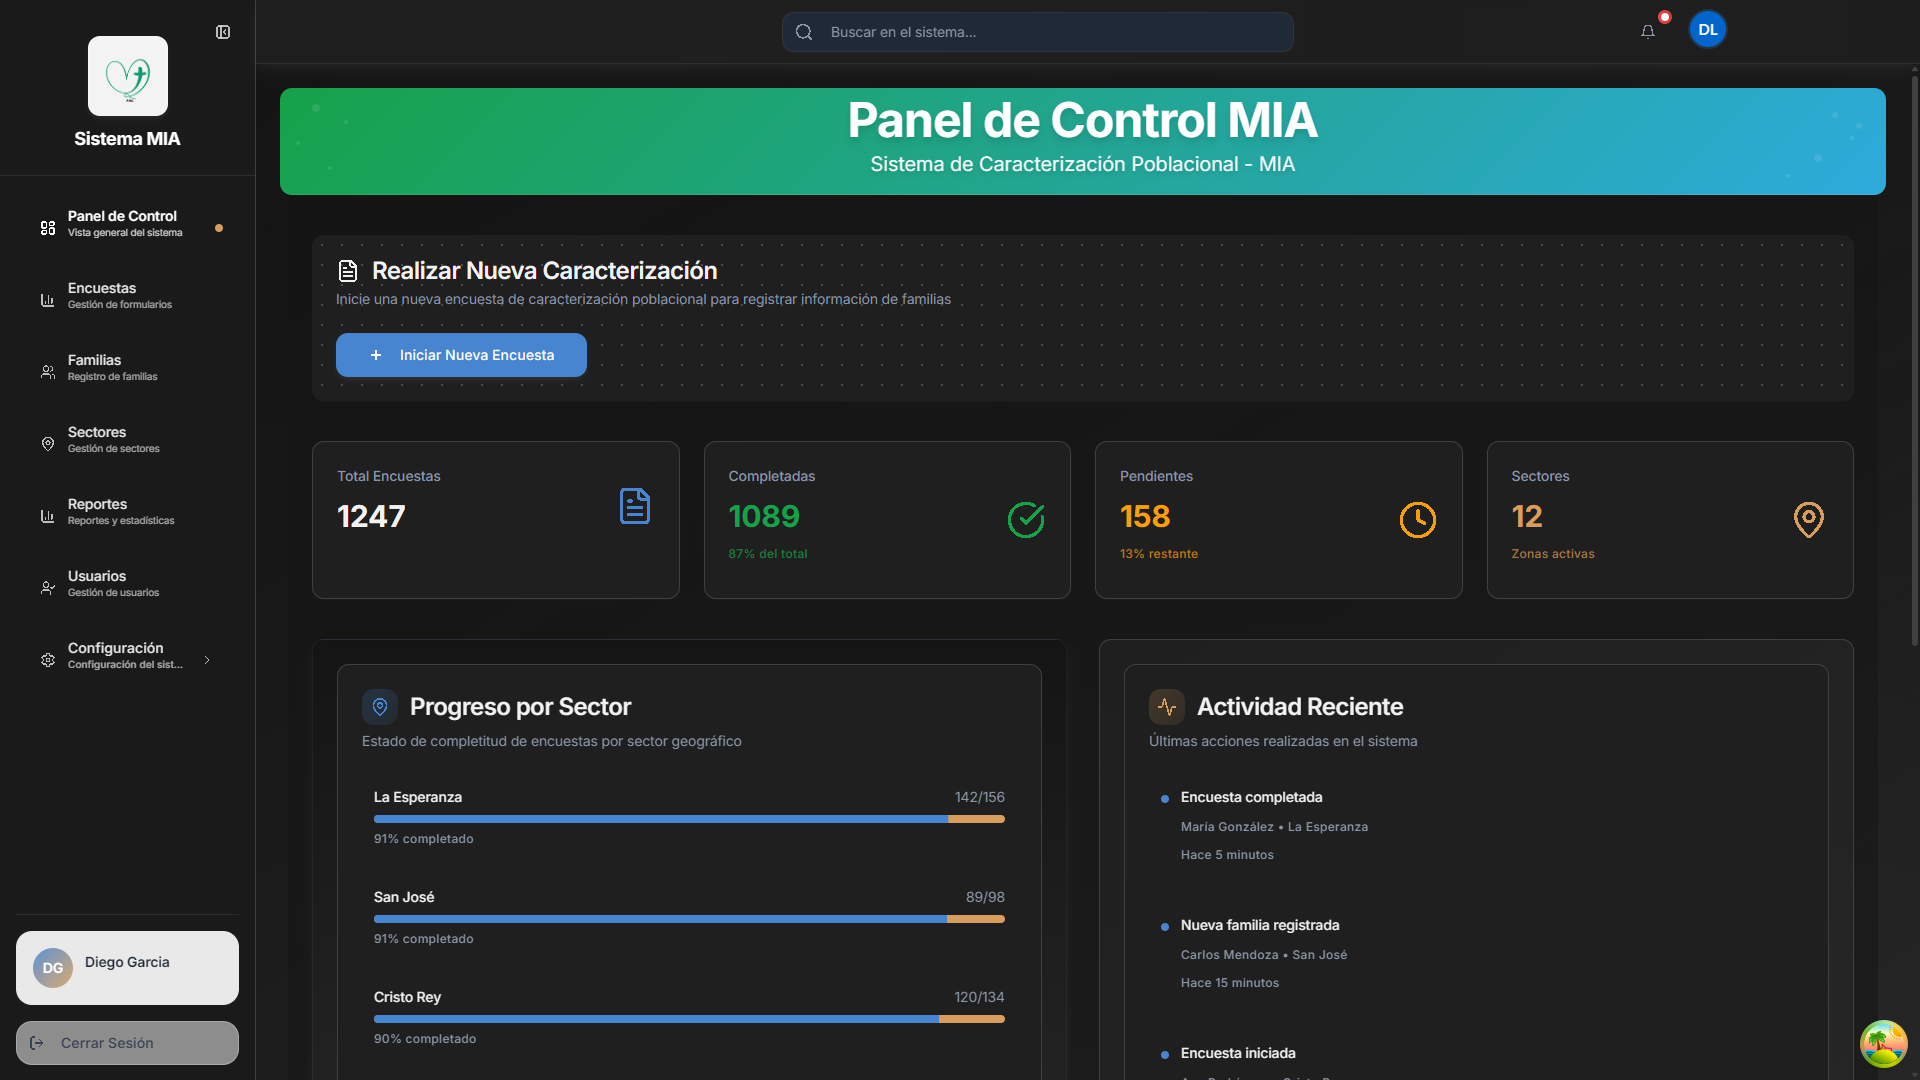 Sistema MIA
Panel de Control
Vista general del sistema
Encuestas
Gestión de formularios
Familias
Registro de familias
Sectores
Gestión de sectores
Reportes
Reportes y estadísticas
Usuarios
Gestión de usuarios
Configuración
Configuración del sist...
DG
Diego Garcia
Cerrar Sesión
Buscar en el sistema...
DL
Panel de Control MIA
Sistema de Caracterización Poblacional - MIA
Realizar Nueva Caracterización
Inicie una nueva encuesta de caracterización poblacional para registrar información de familias
+ Iniciar Nueva Encuesta
Total Encuestas
1247
Completadas
1089
87% del total
Pendientes
158
13% restante
Sectores
12
Zonas activas
Progreso por Sector
Estado de completitud de encuestas por sector geográfico
La Esperanza 142/156
91% completado
San José 89/98
91% completado
Cristo Rey 120/134
90% completado
Actividad Reciente
Últimas acciones realizadas en el sistema
Encuesta completada
María González • La Esperanza
Hace 5 minutos
Nueva familia registrada
Carlos Mendoza • San José
Hace 15 minutos
Encuesta iniciada